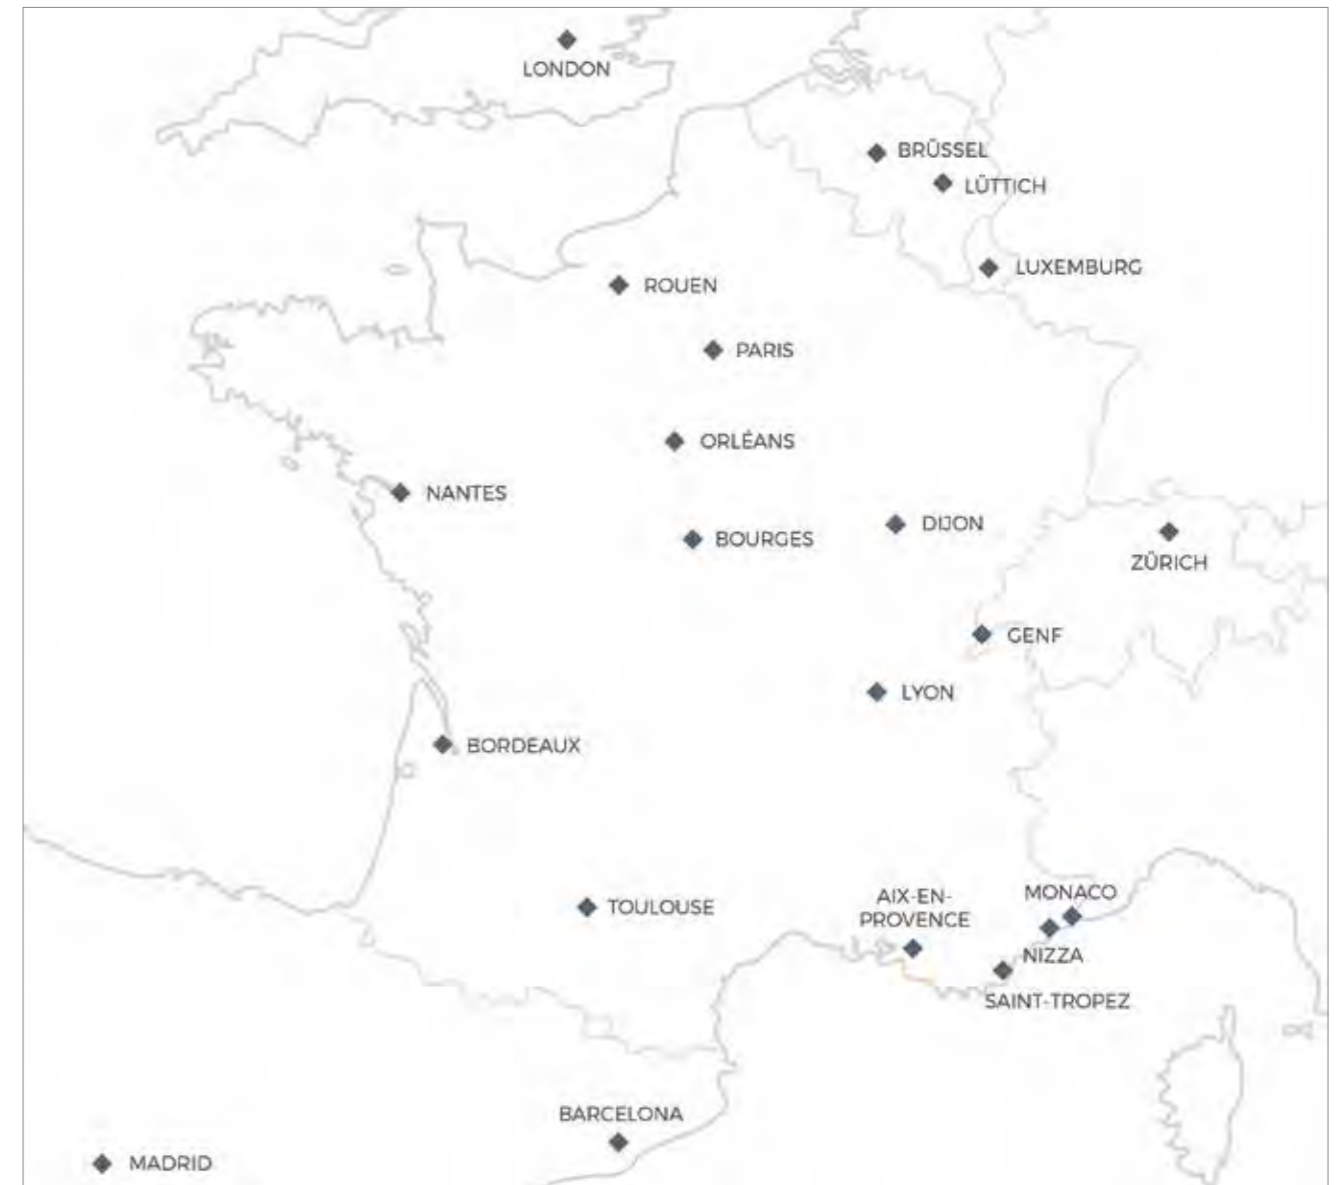 LONDON
BRÜSSEL
LÜTTICH
LUXEMBURG
ROUEN
PARIS
ORLÉANS
NANTES
BOURGES
DIJON
ZÜRICH
GENF
LYON
BORDEAUX
TOULOUSE
AIX-EN-
PROVENCE
MONACO
NIZZA
SAINT-TROPEZ
BARCELONA
MADRID